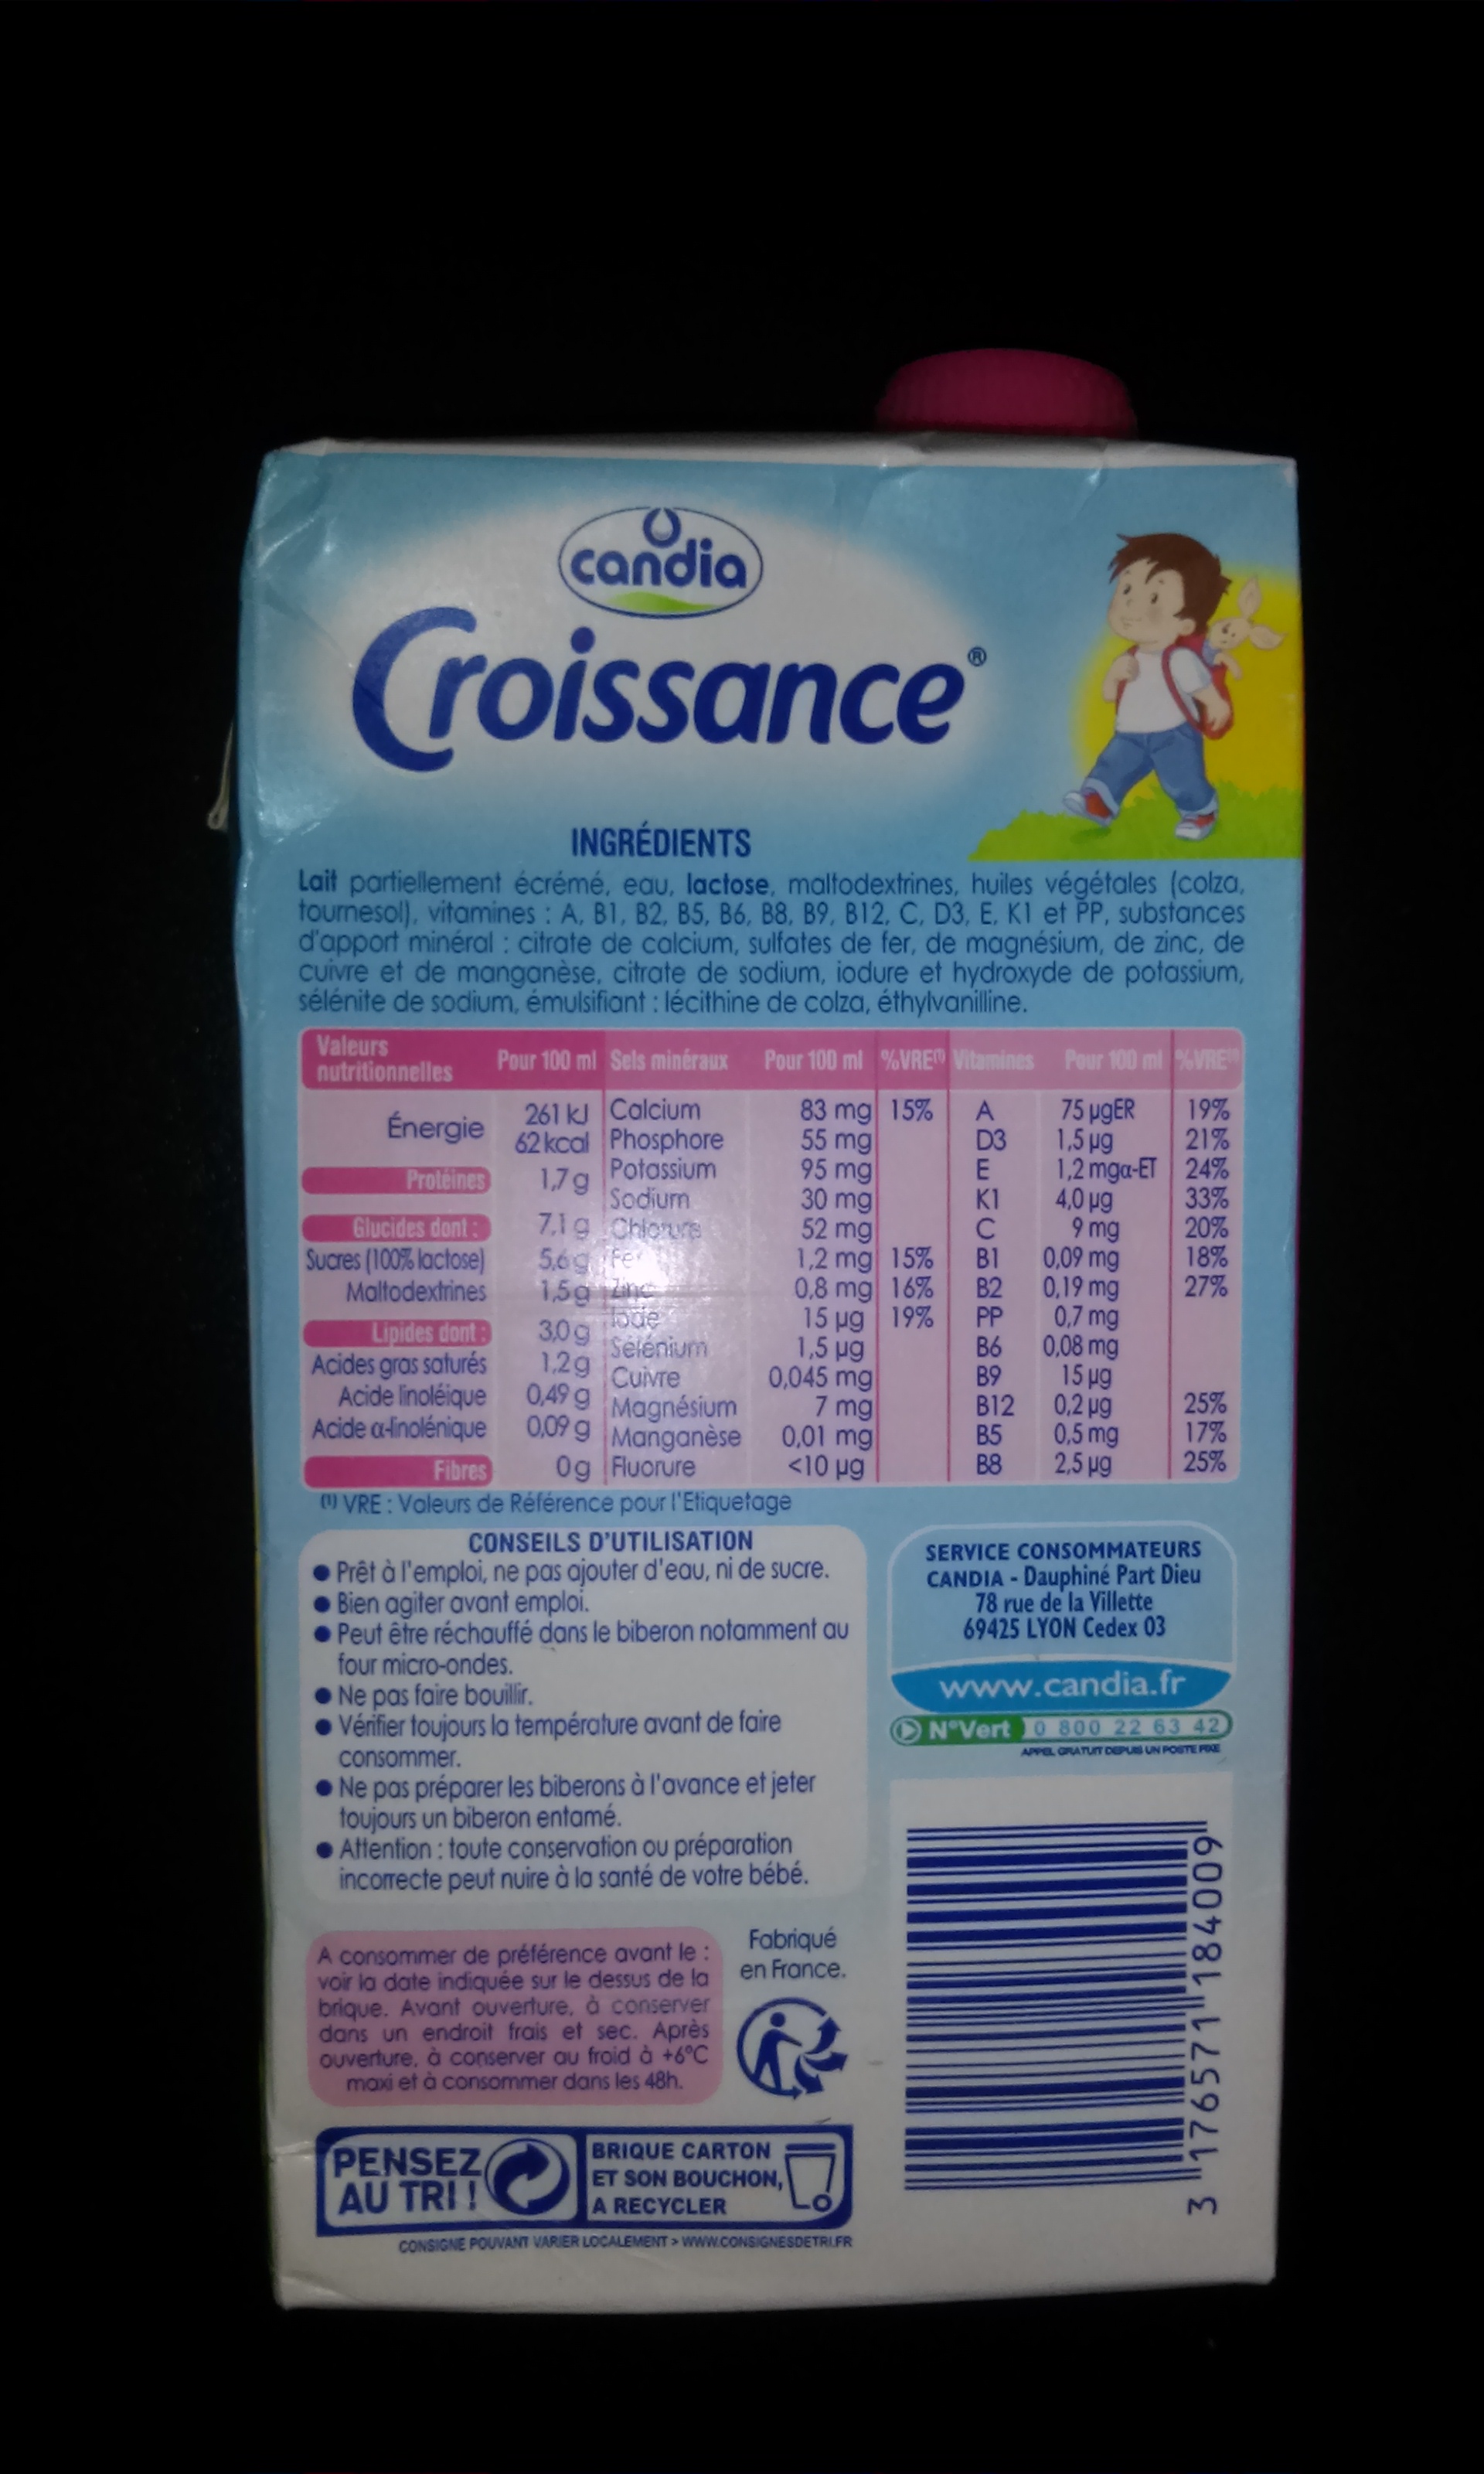 candia
Croissance®
INGRÉDIENTS
Lait partiellement écrémé, eau, lactose, maltodextrines, huiles végétales (colza,
tournesol), vitamines : A, B1, B2, B5, B6, B8, B9, B12, C, D3, E, K1 et PP, substances
d'apport minéral : citrate de calcium, sulfates de fer, de magnésium, de zinc, de
cuivre et de manganèse, citrate de sodium, iodure et hydroxyde de potassium,
sélénite de sodium, émulsifiant : lécithine de colza, éthylvanilline.
Valeurs
nutritionnelles
Pour 100 ml
Énergie 261 kJ
62 kcal
Protéines 1,7 g
Glucides dont : 7,1 g
Sucres (100% lactose) 5,6 g
Maltodextrines 1,5 g
Lipides dont : 3,0 g
Acides gras saturés 1,2 g
Acide linoléique 0,49 g
Acide α-linolénique 0,09 g
Fibres 0 g
Sels minéraux Pour 100 ml %VRE(1)
Calcium 83 mg 15%
Phosphore 55 mg
Potassium 95 mg
Sodium 30 mg
Chlorure 52 mg
Fer 1,2 mg 15%
Zinc 0,8 mg 16%
Iode 15 µg 19%
Sélénium 1,5 µg
Cuivre 0,045 mg
Magnésium 7 mg
Manganèse 0,01 mg
Fluorure <10 µg
Vitamines Pour 100 ml %VRE(1)
A 75 µgER 19%
D3 1,5 µg 21%
E 1,2 mgα-ET 24%
K1 4,0 µg 33%
C 9 mg 20%
B1 0,09 mg 18%
B2 0,19 mg 27%
PP 0,7 mg
B6 0,08 mg
B9 15 µg
B12 0,2 µg 25%
B5 0,5 mg 17%
B8 2,5 µg 25%
(1) VRE : Valeurs de Référence pour l'Etiquetage
CONSEILS D'UTILISATION
● Prêt à l'emploi, ne pas ajouter d'eau, ni de sucre.
● Bien agiter avant emploi.
● Peut être réchauffé dans le biberon notamment au
four micro-ondes.
● Ne pas faire bouillir.
● Vérifier toujours la température avant de faire
consommer.
● Ne pas préparer les biberons à l'avance et jeter
toujours un biberon entamé.
● Attention : toute conservation ou préparation
incorrecte peut nuire à la santé de votre bébé.
SERVICE CONSOMMATEURS
CANDIA - Dauphiné Part Dieu
78 rue de la Villette
69425 LYON Cedex 03
www.candia.fr
N°Vert 0 800 22 63 42
APPEL GRATUIT DEPUIS UN POSTE FIXE
A consommer de préférence avant le :
voir la date indiquée sur le dessus de la
brique. Avant ouverture, à conserver
dans un endroit frais et sec. Après
ouverture, à conserver au froid à +6°C
maxi et à consommer dans les 48h.
Fabriqué
en France.
PENSEZ
AU TRI !
BRIQUE CARTON
ET SON BOUCHON,
A RECYCLER
CONSIGNE POUVANT VARIER LOCALEMENT > WWW.CONSIGNESDETRI.FR
3 176571 184009